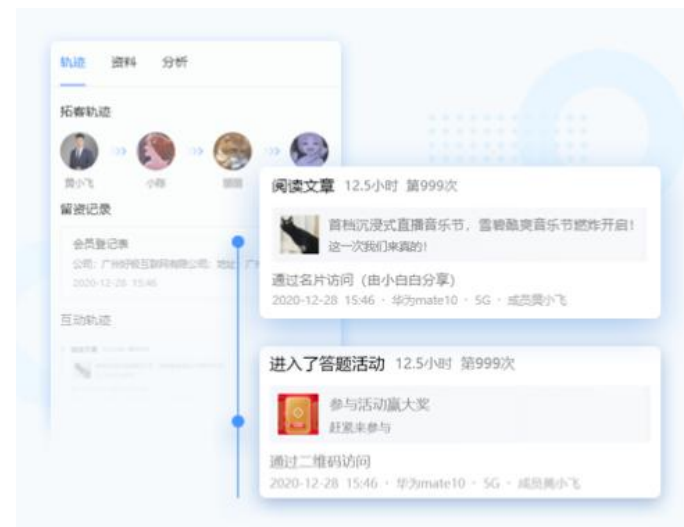 轨迹 资料 分析
拓客轨迹
黄小飞 小陈
留资记录
会员登记表
2020-12-28 15:46
互动轨迹
阅读文章 12.5小时 第999次
首档沉浸式直播音乐节，雪碧酷爽音乐节燃炸开启！
这一次我们来真的！
通过名片访问（由小白白分享）
2020-12-28 15:46 · 华为mate10 · 5G · 成员黄小飞
进入了答题活动 12.5小时 第999次
参与活动赢大奖
赶紧来参与
通过二维码访问
2020-12-28 15:46 · 华为mate10 · 5G · 成员黄小飞